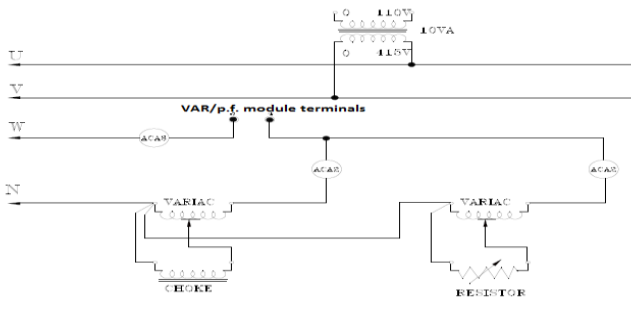 0 110V
10VA
0 415V
U
V
VAR/p.f. module terminals
W
N
VARIAC
VARIAC
CHOKE
RESISTOR